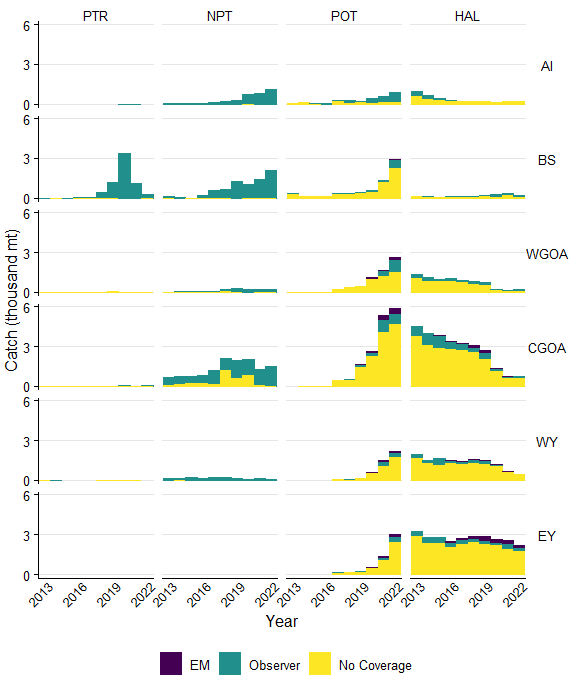 PTR NPT POT HAL
6
3
0
AI
6
3
0
BS
6
3
0
WGOA
6
3
0
CGOA
6
3
0
WY
6
3
0
EY
Catch (thousand mt)
2013 2016 2019 2022 2013 2016 2019 2022 2013 2016 2019 2022 2013 2016 2019 2022
Year
EM Observer No Coverage